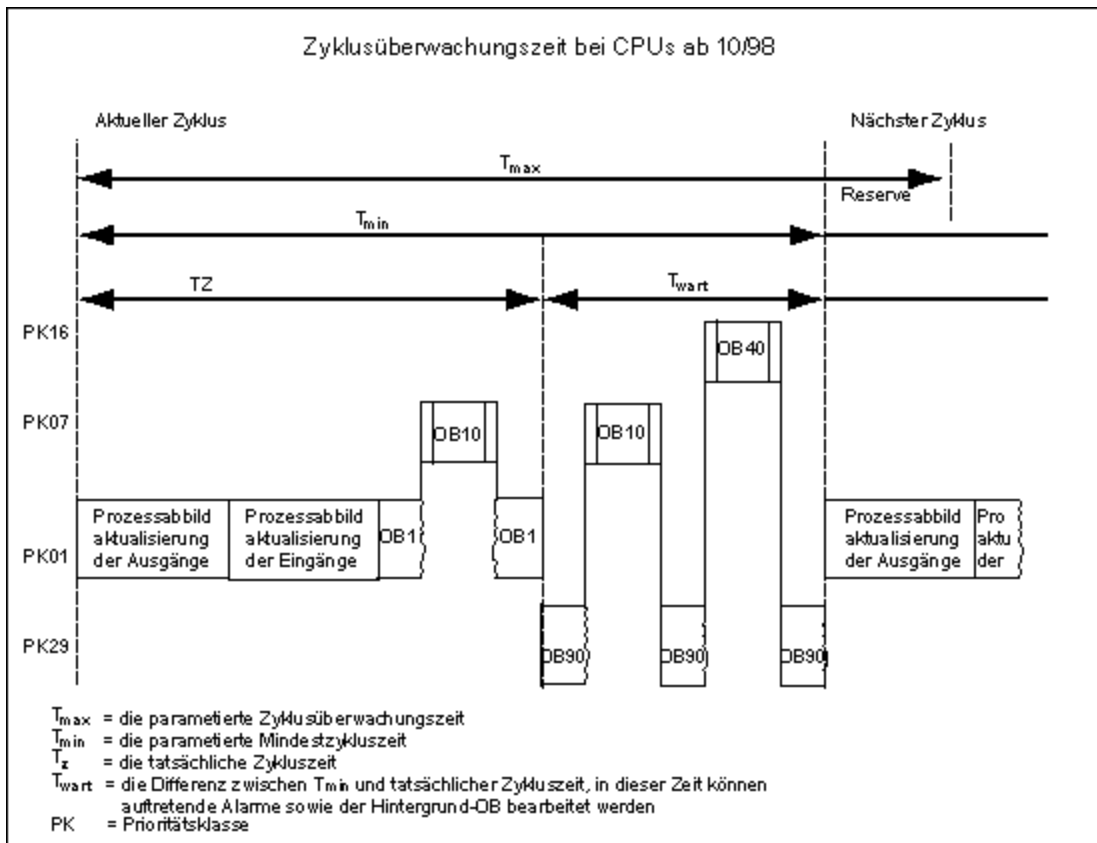 Zyklusüberwachungszeit bei CPUs ab 10/98
Aktueller Zyklus
Nächster Zyklus
Tmax
Reserve
Tmin
TZ
Twart
PK16
OB40
PK07
OB10
OB10
PK01
Prozessabbild
aktualisierung
der Ausgänge
Prozessabbild
aktualisierung
der Eingänge
OB1
OB1
Prozessabbild
aktualisierung
der Ausgänge
Pro
aktu
der
PK29
OB90
OB90
OB90
Tmax = die parametierte Zyklusüberwachungszeit
Tmin = die parametierte Mindestzykluszeit
Tz = die tatsächliche Zykluszeit
Twart = die Differenz zwischen Tmin und tatsächlicher Zykluszeit, in dieser Zeit können
auftretende Alarme sowie der Hintergrund-OB bearbeitet werden
PK = Prioritätsklasse